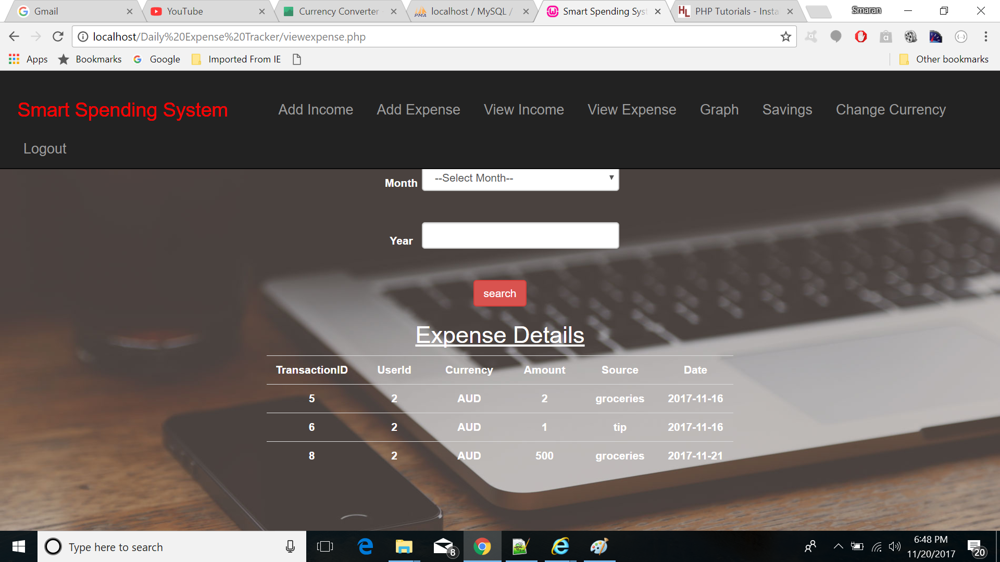 Gmail
YouTube
Currency Converter
localhost / MySQL /
Smart Spending Syst
PHP Tutorials - Insta
Smaran
localhost/Daily%20Expense%20Tracker/viewexpense.php
Apps
Bookmarks
Google
Imported From IE
Other bookmarks
Smart Spending System
Add Income
Add Expense
View Income
View Expense
Graph
Savings
Change Currency
Logout
Month
--Select Month--
Year
search
Expense Details
TransactionID UserId Currency Amount Source Date
5 2 AUD 2 groceries 2017-11-16
6 2 AUD 1 tip 2017-11-16
8 2 AUD 500 groceries 2017-11-21
Type here to search
8
6:48 PM
11/20/2017
20